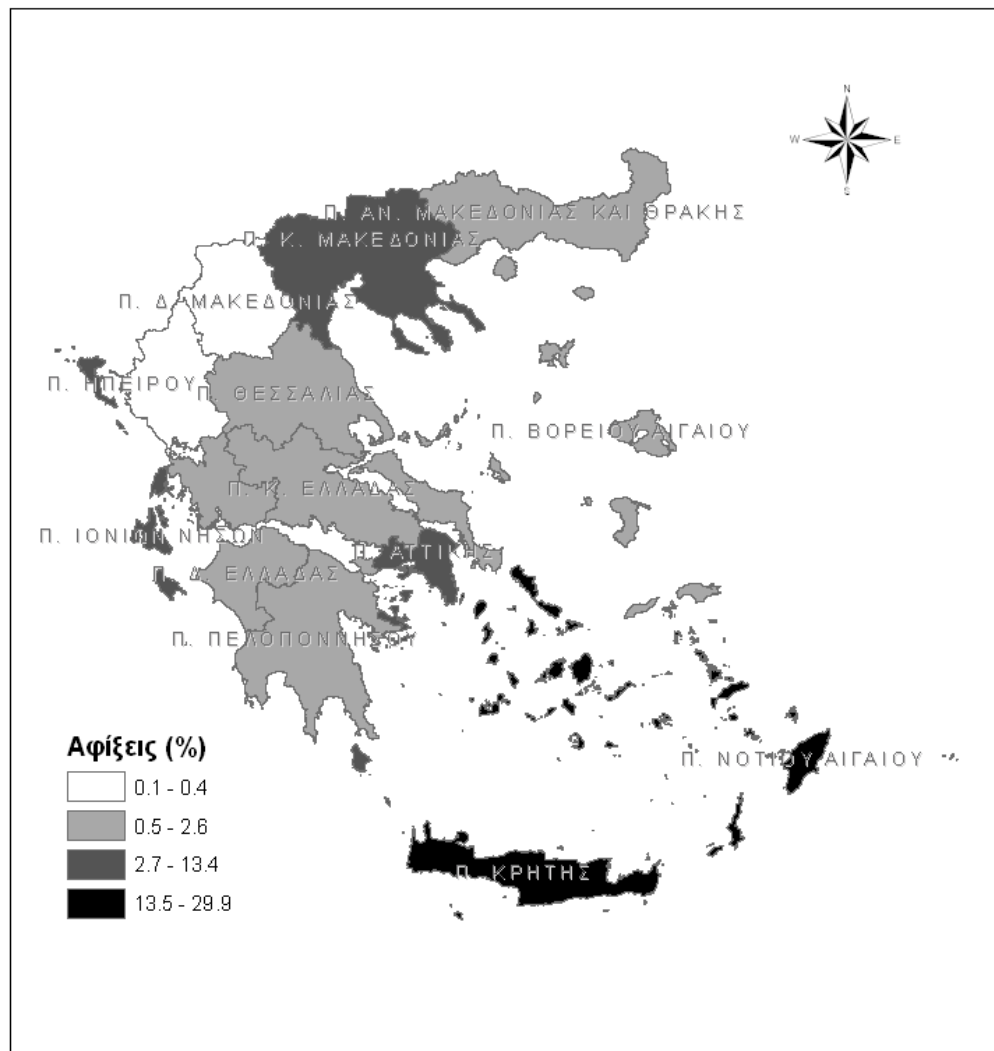 N
W E
S
Π. ΑΝ. ΜΑΚΕΔΟΝΙΑΣ ΚΑΙ ΘΡΑΚΗΣ
Π. Κ. ΜΑΚΕΔΟΝΙΑΣ
Π. Δ. ΜΑΚΕΔΟΝΙΑΣ
Π. ΗΠΕΙΡΟΥ
Π. ΘΕΣΣΑΛΙΑΣ
Π. ΒΟΡΕΙΟΥ ΑΙΓΑΙΟΥ
Π. Κ. ΕΛΛΑΔΑΣ
Π. ΙΟΝΙΩΝ ΝΗΣΩΝ
Π. ΑΤΤΙΚΗΣ
Π. Δ. ΕΛΛΑΔΑΣ
Π. ΠΕΛΟΠΟΝΝΗΣΟΥ
Π. ΝΟΤΙΟΥ ΑΙΓΑΙΟΥ
Π. ΚΡΗΤΗΣ
Αφίξεις (%)
0.1 - 0.4
0.5 - 2.6
2.7 - 13.4
13.5 - 29.9